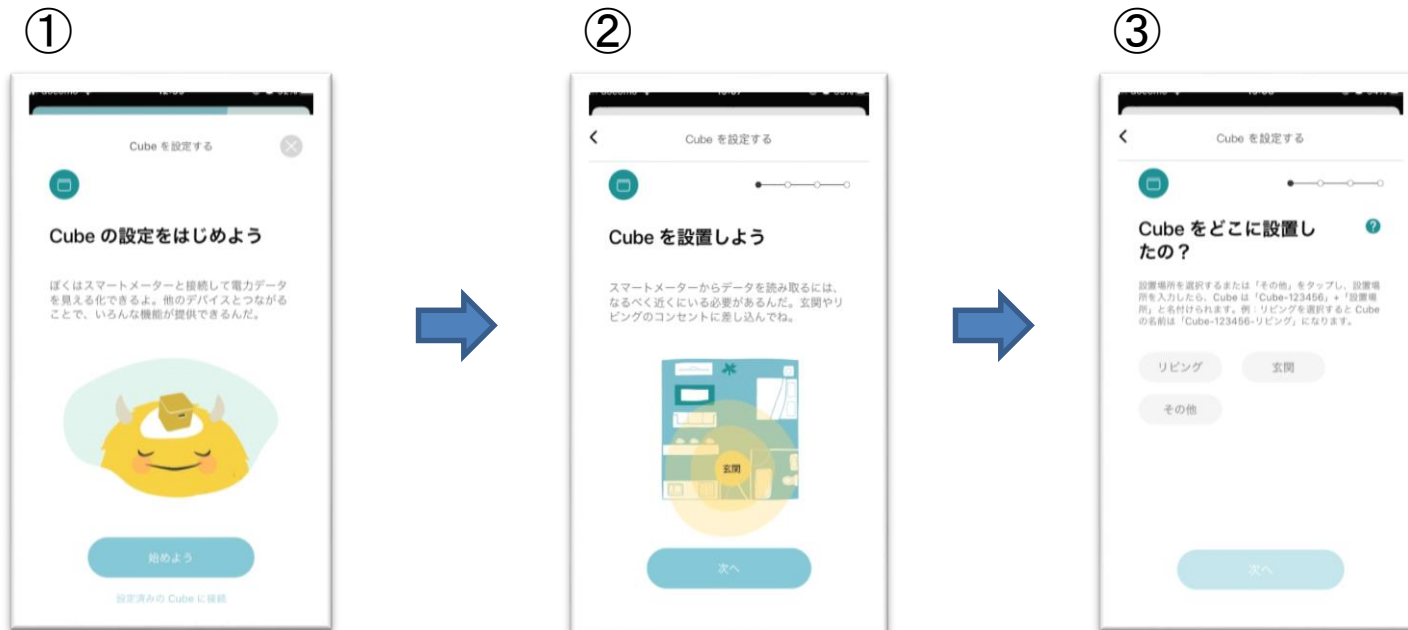 ①
Cube を設定する
Cube の設定をはじめよう
ぼくはスマートメーターと接続して電力データ
を見える化できるよ。他のデバイスとつながる
ことで、いろんな機能が提供できるんだ。
始めよう
設定済みの Cube に接続
②
Cube を設定する
Cube を設置しよう
スマートメーターからデータを読み取るには、
なるべく近くにいる必要があるんだ。玄関やリ
ビングのコンセントに差し込んでね。
玄関
次へ
③
Cube を設定する
Cube をどこに設置し
たの？
設置場所を選択するまたは「その他」をタップし、設置場
所を入力したら、Cube は「Cube-123456」+「設置場
所」と名付けられます。例：リビングを選択すると Cube
の名前は「Cube-123456-リビング」になります。
リビング
玄関
その他
次へ